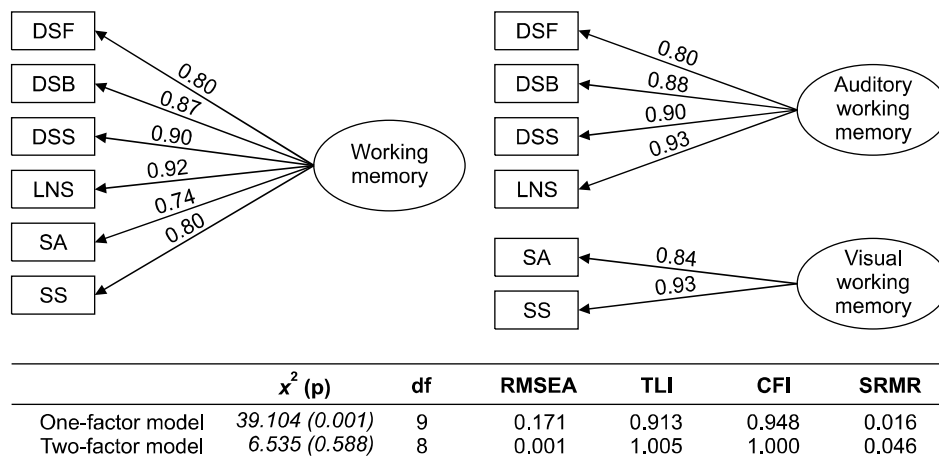 DSF
0.80
DSB
0.87
DSS
0.90
LNS
0.92
SA
0.74
SS
0.80
Working
memory
DSF
0.80
DSB
0.88
DSS
0.90
LNS
0.93
Auditory
working
memory
SA
0.84
SS
0.93
Visual
working
memory
x² (p) df RMSEA TLI CFI SRMR
One-factor model 39.104 (0.001) 9 0.171 0.913 0.948 0.016
Two-factor model 6.535 (0.588) 8 0.001 1.005 1.000 0.046